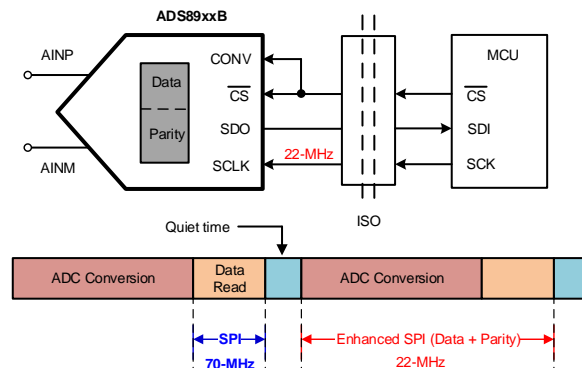 ADS89xxB
AINP
AINM
Data
Parity
CONV
CS
SDO
SCLK
22-MHz
ISO
MCU
CS
SDI
SCK
Quiet time
ADC Conversion
Data
Read
ADC Conversion
SPI
70-MHz
Enhanced SPI (Data + Parity)
22-MHz